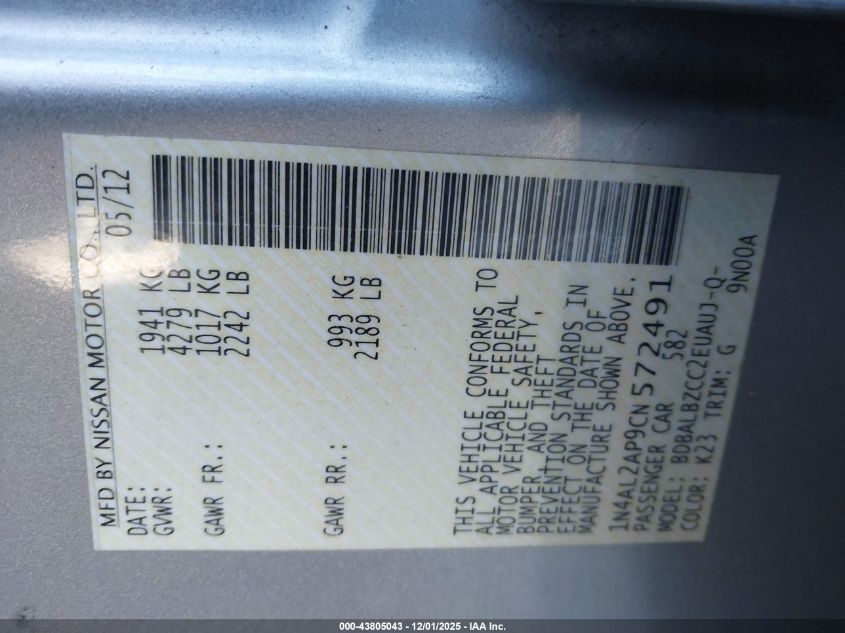 MFD BY NISSAN MOTOR CO., LTD.
DATE: 05/12
GVWR: 1941 KG
4279 LB
GAWR FR.: 1017 KG
2242 LB
GAWR RR.: 993 KG
2189 LB
THIS VEHICLE CONFORMS TO
ALL APPLICABLE FEDERAL
MOTOR VEHICLE SAFETY,
BUMPER, AND THEFT
PREVENTION STANDARDS IN
EFFECT ON THE DATE OF
MANUFACTURE SHOWN ABOVE.
1N4AL2AP9CN572491
PASSENGER CAR 582
MODEL: BDBALBZCC2EUAUJ-Q-
COLOR: K23 TRIM: G 9N00A
000-43805043 - 12/01/2025 - IAA Inc.